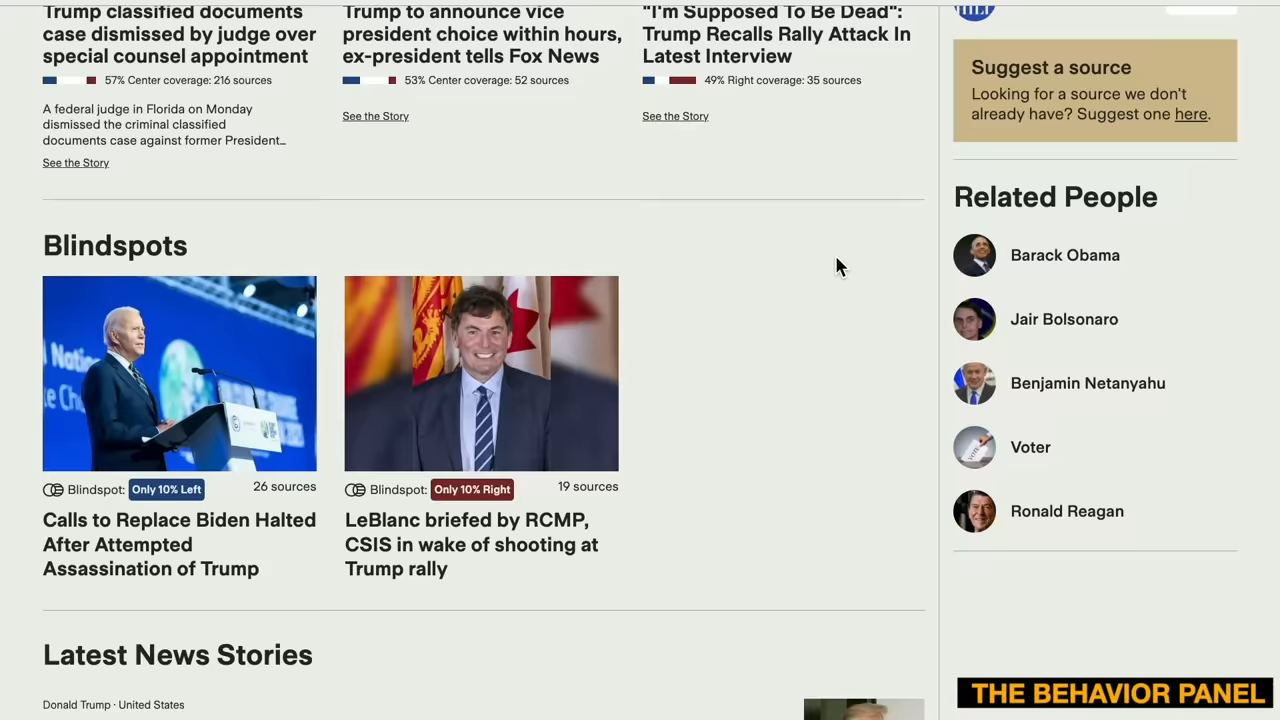 Trump classified documents
case dismissed by judge over
special counsel appointment
57% Center coverage: 216 sources
A federal judge in Florida on Monday
dismissed the criminal classified
documents case against former President...
See the Story
Trump to announce vice
president choice within hours,
ex-president tells Fox News
53% Center coverage: 52 sources
See the Story
"I'm Supposed To Be Dead":
Trump Recalls Rally Attack In
Latest Interview
49% Right coverage: 35 sources
See the Story
Blindspots
Blindspot: Only 10% Left 26 sources
Calls to Replace Biden Halted
After Attempted
Assassination of Trump
Blindspot: Only 10% Right 19 sources
LeBlanc briefed by RCMP,
CSIS in wake of shooting at
Trump rally
Latest News Stories
Donald Trump · United States
Suggest a source
Looking for a source we don't
already have? Suggest one here.
Related People
Barack Obama
Jair Bolsonaro
Benjamin Netanyahu
Voter
Ronald Reagan
THE BEHAVIOR PANEL